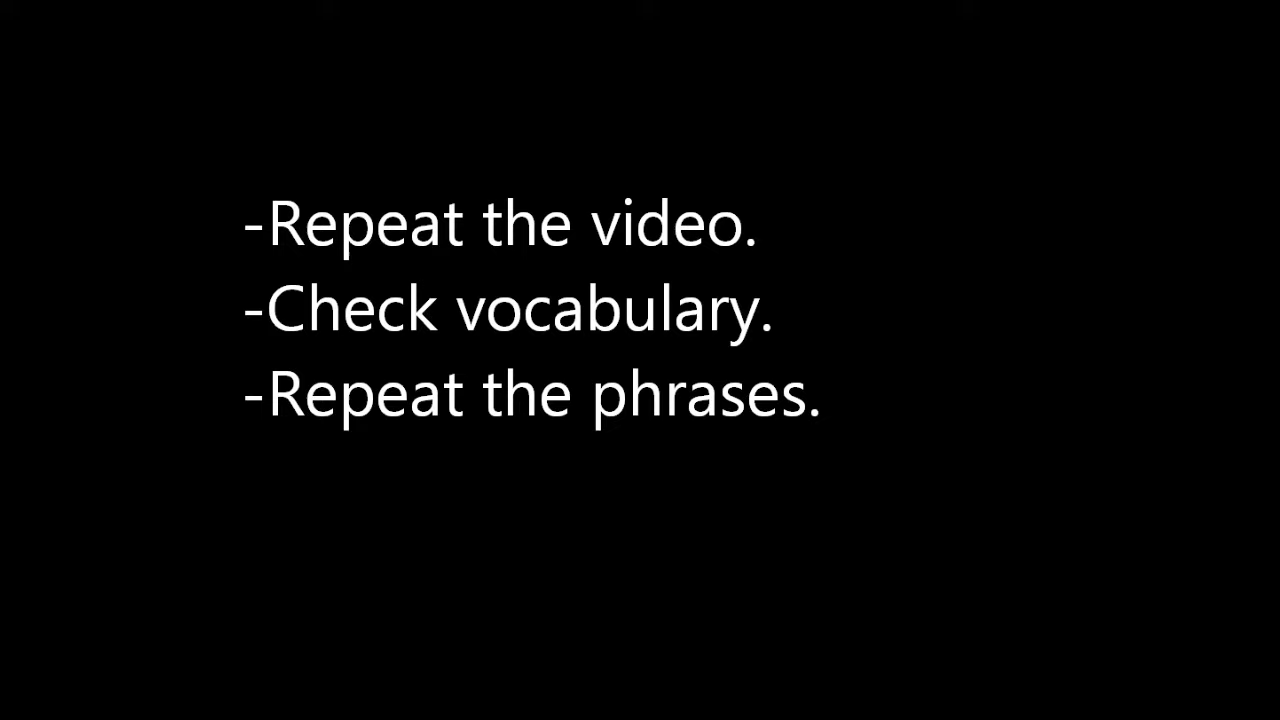 -Repeat the video.
-Check vocabulary.
-Repeat the phrases.